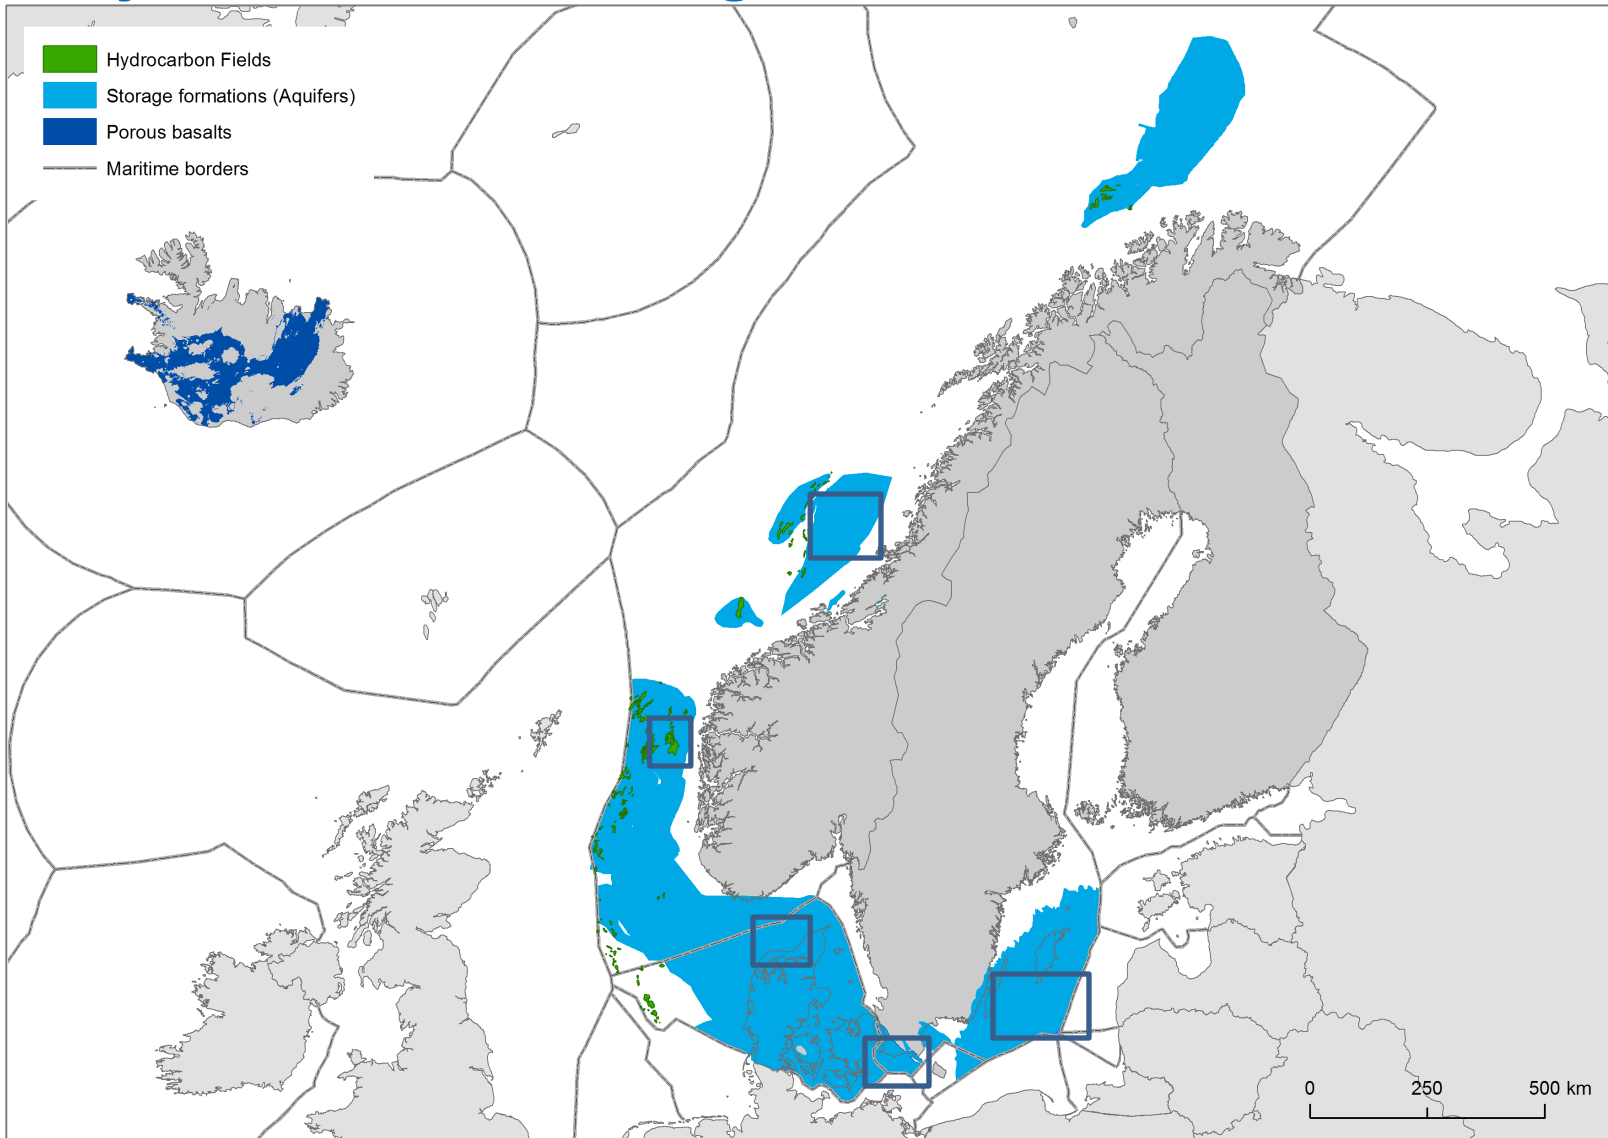 Hydrocarbon Fields
Storage formations (Aquifers)
Porous basalts
Maritime borders
0 250 500 km